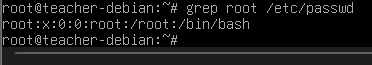 root@teacher-debian:~# grep root /etc/passwd
root:x:0:0:root:/root:/bin/bash
root@teacher-debian:~#